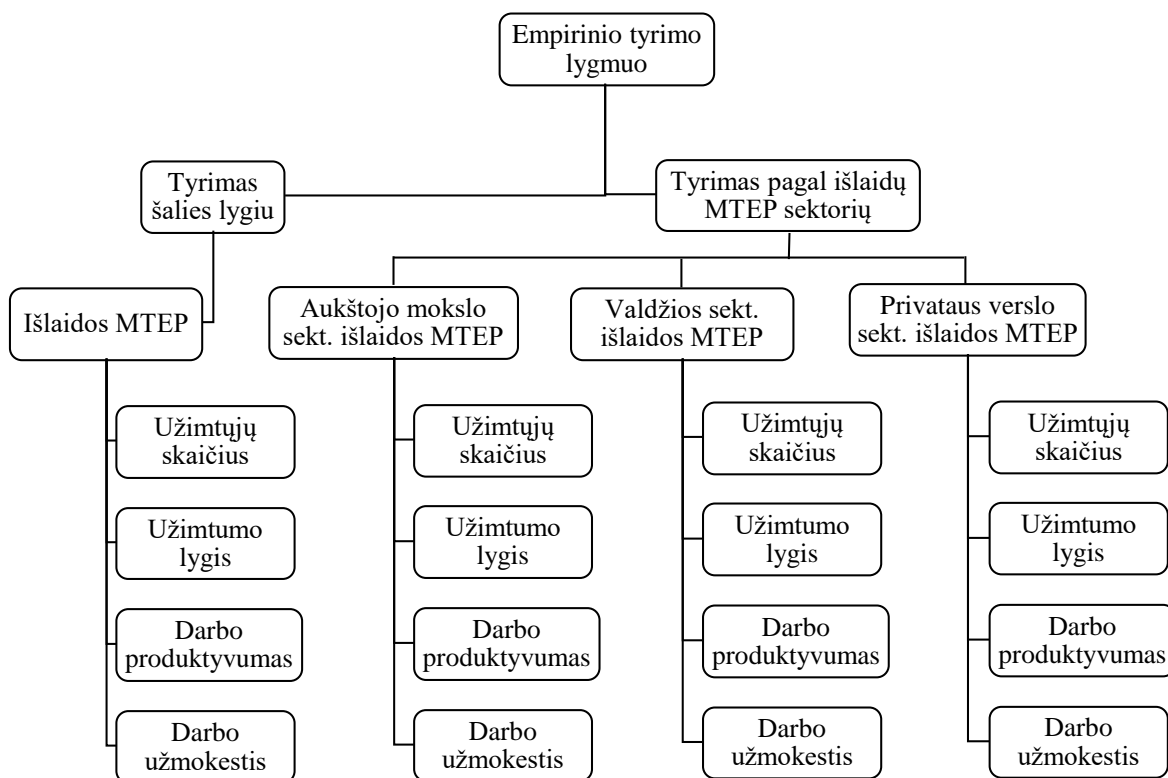 Empirinio tyrimo
lygmuo
Tyrimas
šalies lygiu
Tyrimas pagal išlaidų
MTEP sektorių
Išlaidos MTEP
Aukštojo mokslo
sekt. išlaidos MTEP
Valdžios sekt.
išlaidos MTEP
Privataus verslo
sekt. išlaidos MTEP
Užimtųjų
skaičius
Užimtųjų
skaičius
Užimtųjų
skaičius
Užimtųjų
skaičius
Užimtumo
lygis
Užimtumo
lygis
Užimtumo
lygis
Užimtumo
lygis
Darbo
produktyvumas
Darbo
produktyvumas
Darbo
produktyvumas
Darbo
produktyvumas
Darbo
užmokestis
Darbo
užmokestis
Darbo
užmokestis
Darbo
užmokestis